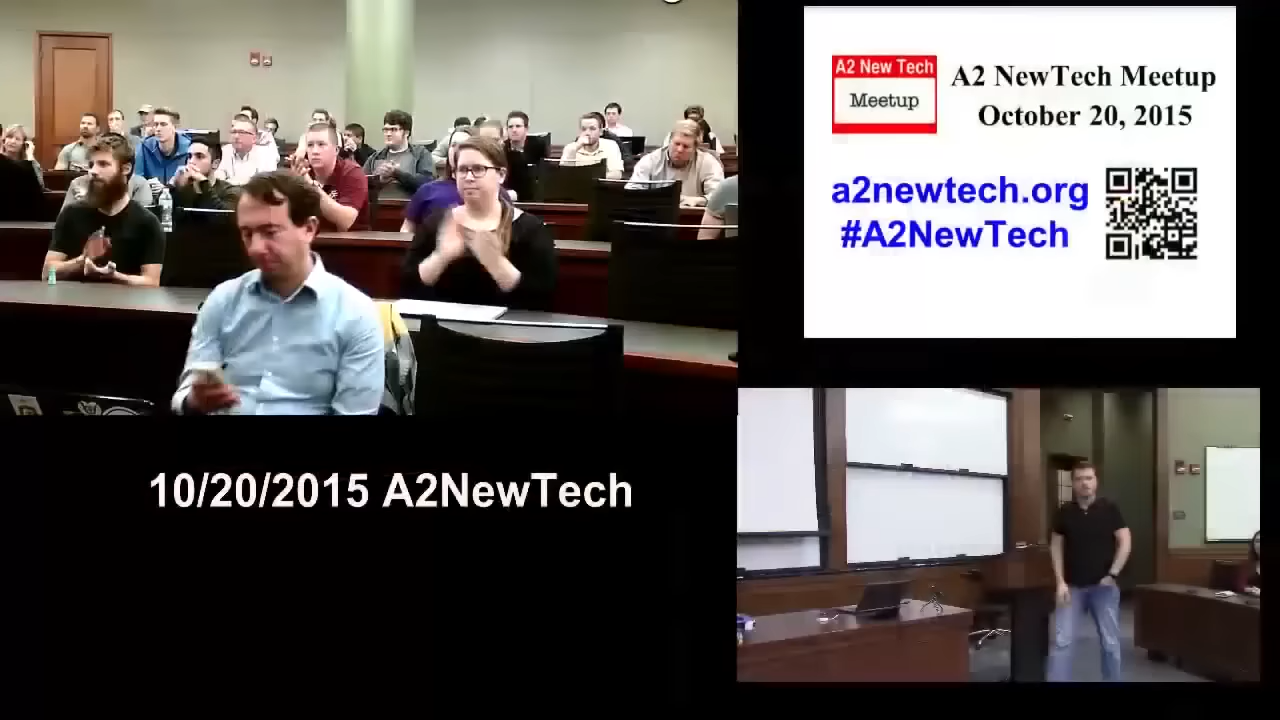 A2 New Tech
Meetup
A2 NewTech Meetup
October 20, 2015
a2newtech.org
#A2NewTech
10/20/2015 A2NewTech